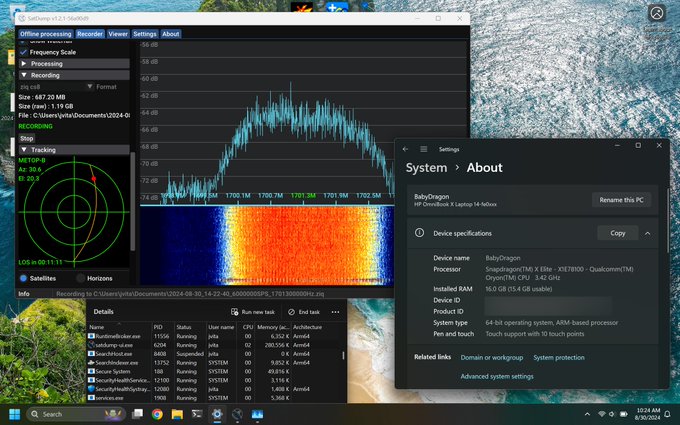 SatDump v1.2.1-56a00d9
Offline processing Recorder Viewer Settings About
Show Waterfall
Frequency Scale
Processing
Recording
ziq cs8 Format
Size : 687.20 MB
Size (raw) : 1.19 GB
File : C:\Users\jvita\Documents\2024-08
RECORDING
Stop
Tracking
METOP-B
Az: 30.6
El: 20.3
LOS in 00:11:11
Satellites Horizons
-56 dB
-58 dB
-60 dB
-62 dB
-64 dB
-66 dB
-68 dB
-70 dB
-72 dB
-74 dB
1700.1M 1700.7M 1701.3M 1701.9M 1702.5M
Info Recording to C:\Users\jvita\Documents\2024-08-30_14-22-40_6000000SPS_1701300000Hz.ziq
Details Run new task End task
Name PID Status User name CPU Memory (ac... Architecture
RuntimeBroker.exe 11556 Running jvita 00 6,352 K Arm64
satdump-ui.exe 6204 Running jvita 02 280,556 K Arm64
SearchHost.exe 8408 Suspended jvita 00 0 K Arm64
SearchIndexer.exe 13752 Running SYSTEM 00 9,852 K Arm64
Secure System 188 Running SYSTEM 00 49,816 K
SecurityHealthService... 12100 Running SYSTEM 00 3,116 K Arm64
SecurityHealthSystray... 12080 Running jvita 00 1,408 K Arm64
services.exe 1908 Running SYSTEM 00 5,368 K
Settings
System > About
BabyDragon
HP OmniBook X Laptop 14-fe0xxx
Rename this PC
Device specifications
Copy
Device name BabyDragon
Processor Snapdragon(TM) X Elite - X1E78100 - Qualcomm(TM) Oryon(TM) CPU 3.42 GHz
Installed RAM 16.0 GB (15.4 GB usable)
Device ID
Product ID
System type 64-bit operating system, ARM-based processor
Pen and touch Touch support with 10 touch points
Related links Domain or workgroup System protection
Advanced system settings
Search
10:24 AM
8/30/2024